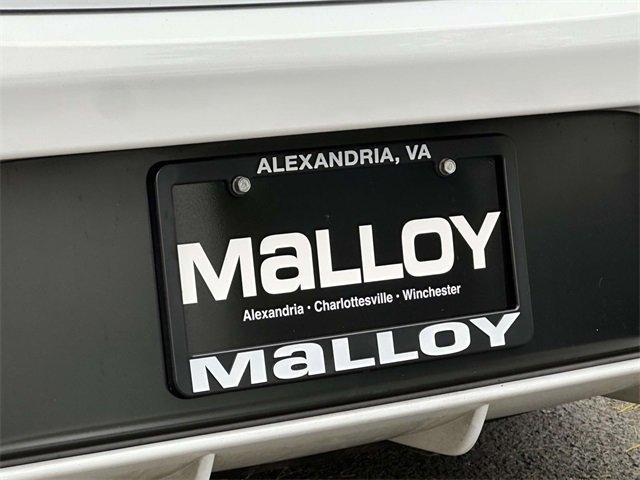 ALEXANDRIA, VA
MaLLOY
Alexandria • Charlottesville • Winchester
MaLLOY